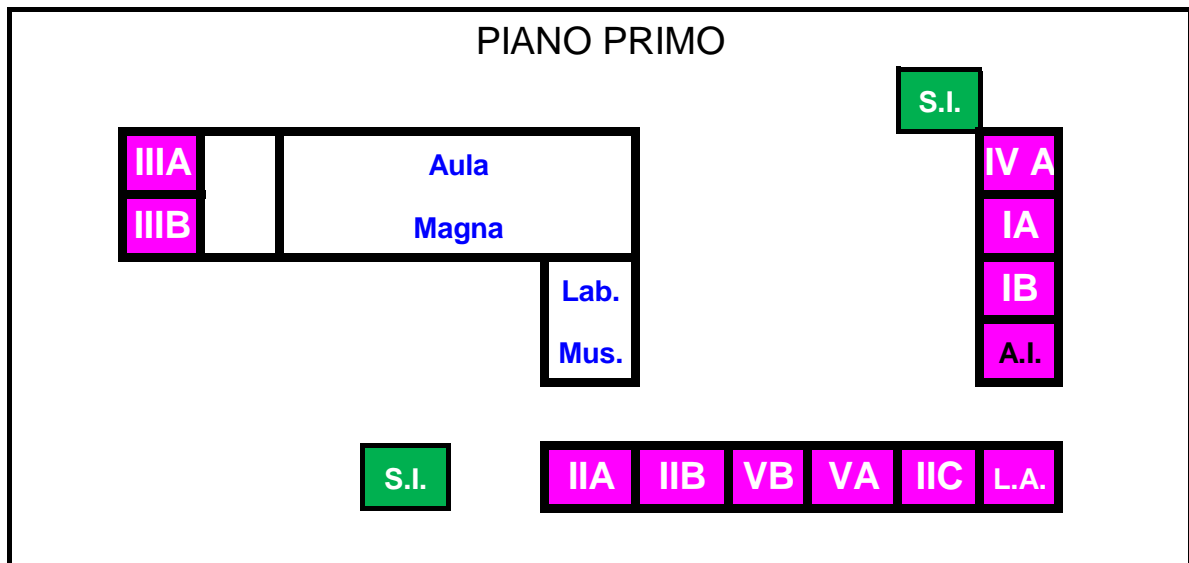 PIANO PRIMO
S.I.
IIIA
Aula
IV A
IIIB
Magna
IA
Lab.
IB
Mus.
A.I.
S.I.
IIA
IIB
VB
VA
IIC
L.A.